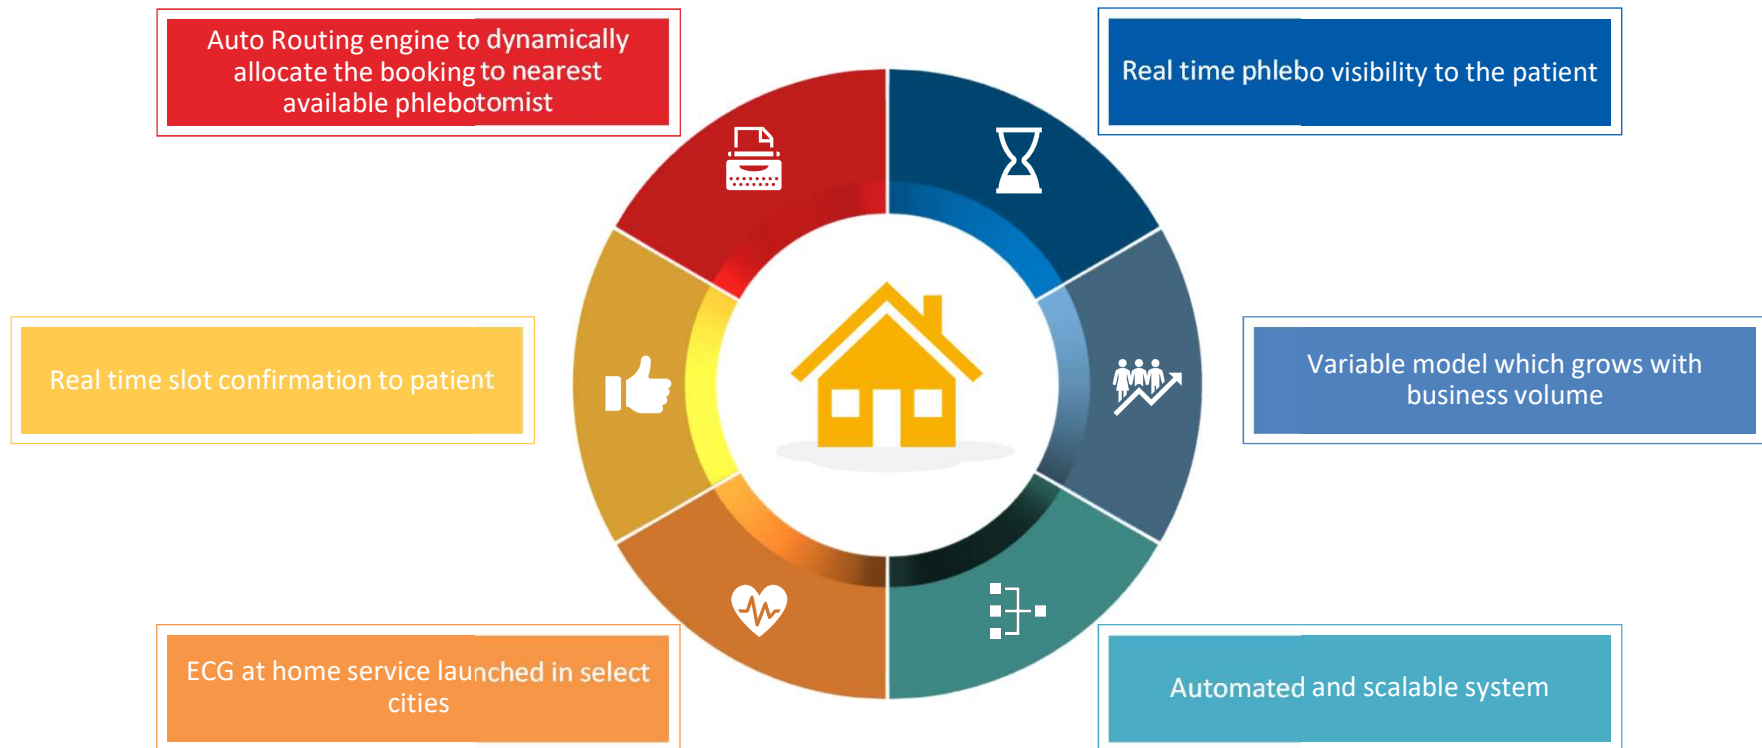 Auto Routing engine to dynamically
allocate the booking to nearest
available phlebotomist
Real time phlebo visibility to the patient
Real time slot confirmation to patient
Variable model which grows with
business volume
ECG at home service launched in select
cities
Automated and scalable system